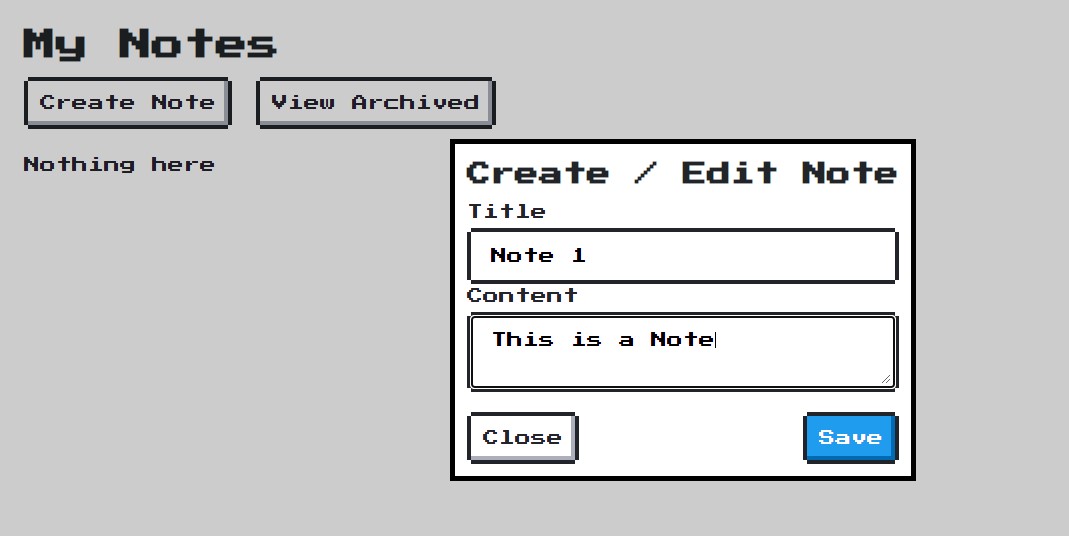 My Notes
Create Note
View Archived
Nothing here
Create / Edit Note
Title
Note 1
Content
This is a Note
Close
Save